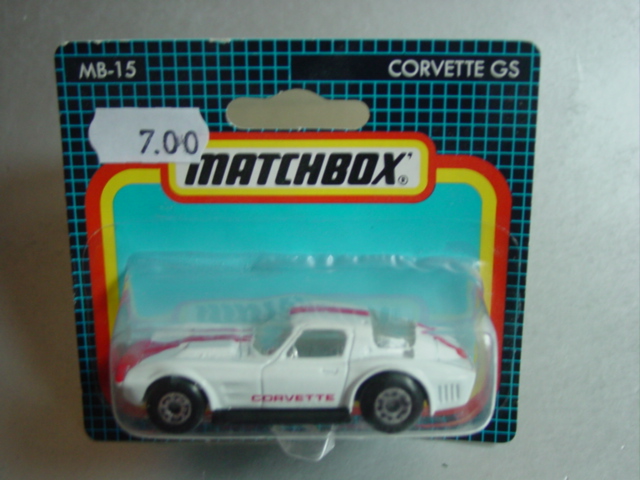 MB-15
CORVETTE GS
7.00
MATCHBOX®
CORVETTE